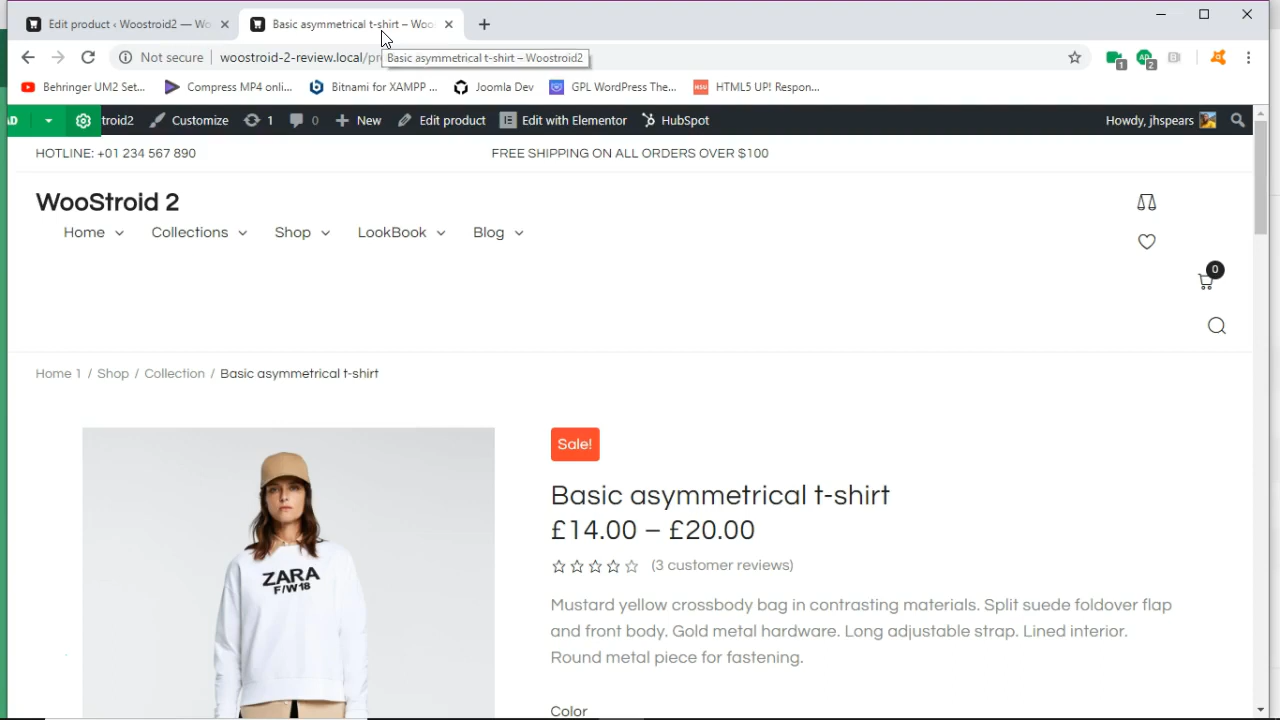 Edit product ‹ Woostroid2 — Wo
Basic asymmetrical t-shirt – Woo
Not secure
woostroid-2-review.local/pr
Basic asymmetrical t-shirt – Woostroid2
1
2
Behringer UM2 Set...
Compress MP4 onli...
Bitnami for XAMPP ...
Joomla Dev
GPL WordPress The...
HTML5 UP! Respon...
AD
troid2
Customize
1
0
New
Edit product
Edit with Elementor
HubSpot
Howdy, jhspears
HOTLINE: +01 234 567 890
FREE SHIPPING ON ALL ORDERS OVER $100
WooStroid 2
Home
Collections
Shop
LookBook
Blog
0
Home 1 / Shop / Collection / Basic asymmetrical t-shirt
Sale!
Basic asymmetrical t-shirt
£14.00 – £20.00
(3 customer reviews)
ZARA
F/W18
Mustard yellow crossbody bag in contrasting materials. Split suede foldover flap
and front body. Gold metal hardware. Long adjustable strap. Lined interior.
Round metal piece for fastening.
Color